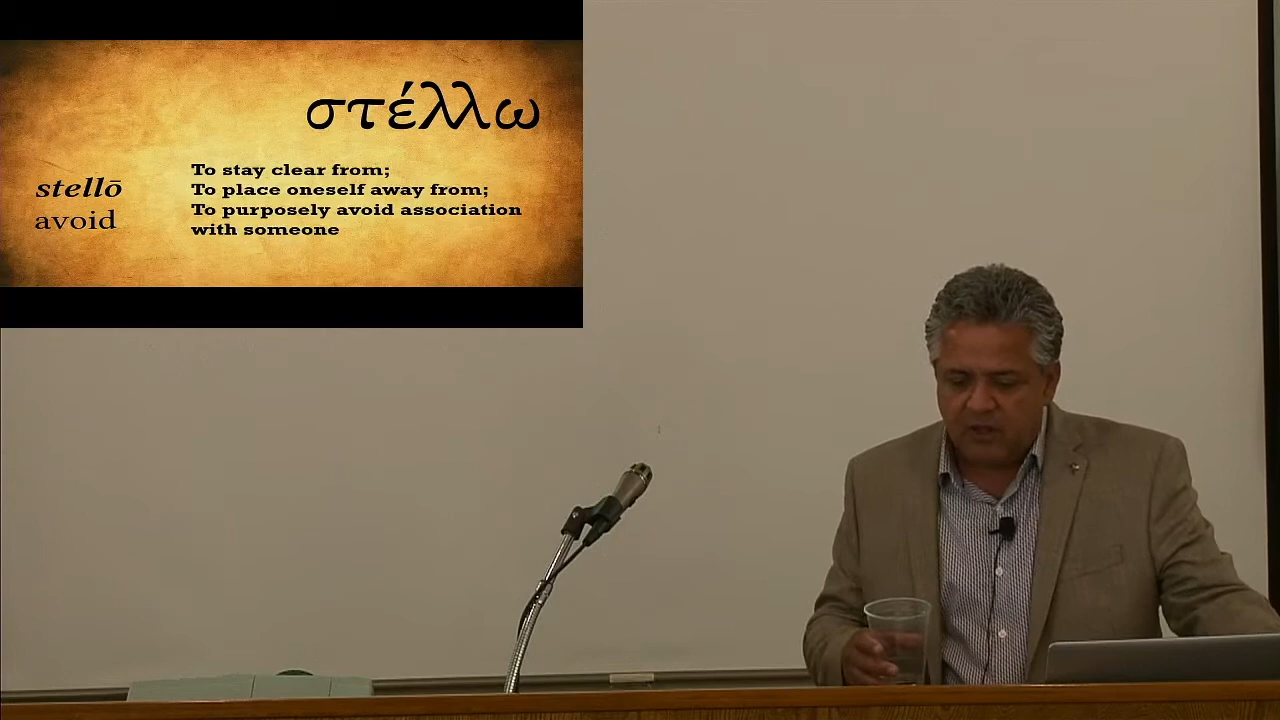 στέλλω
stellō
avoid
To stay clear from;
To place oneself away from;
To purposely avoid association
with someone